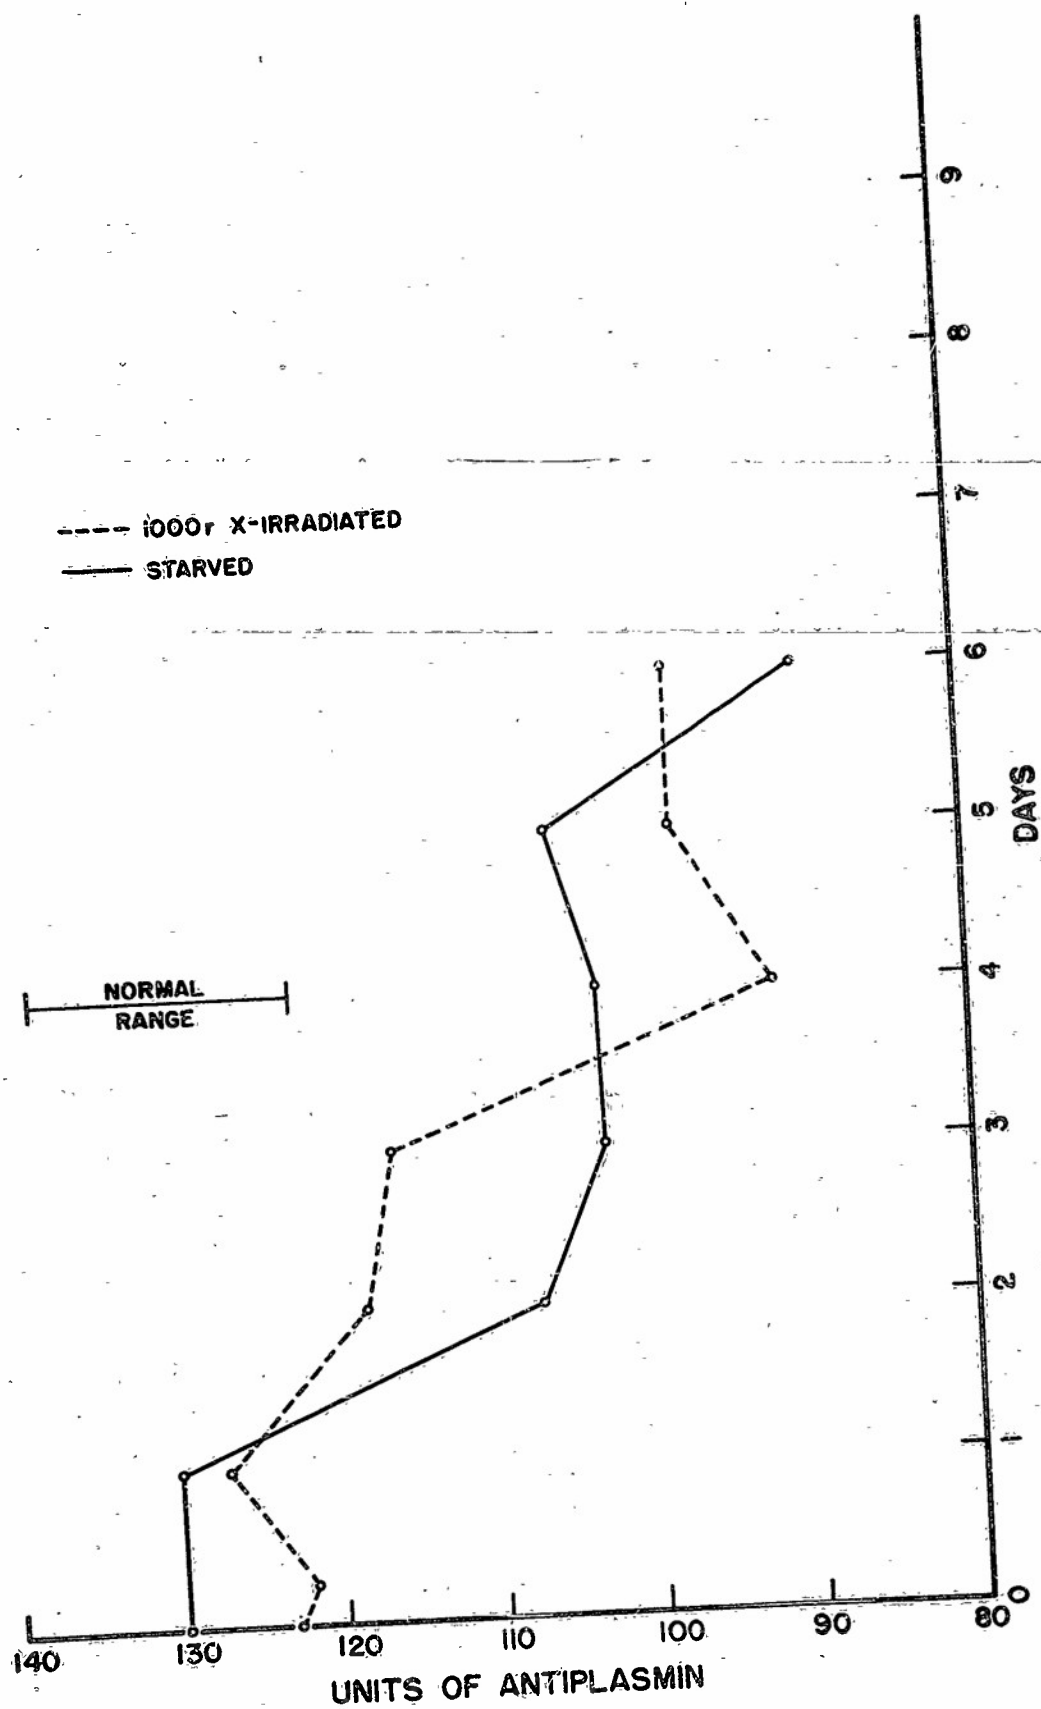 9
8
7
---- 1000r X-IRRADIATED
—— STARVED
6
5
DAYS
NORMAL
RANGE
4
3
2
1
0
140 130 120 110 100 90 80
UNITS OF ANTIPLASMIN